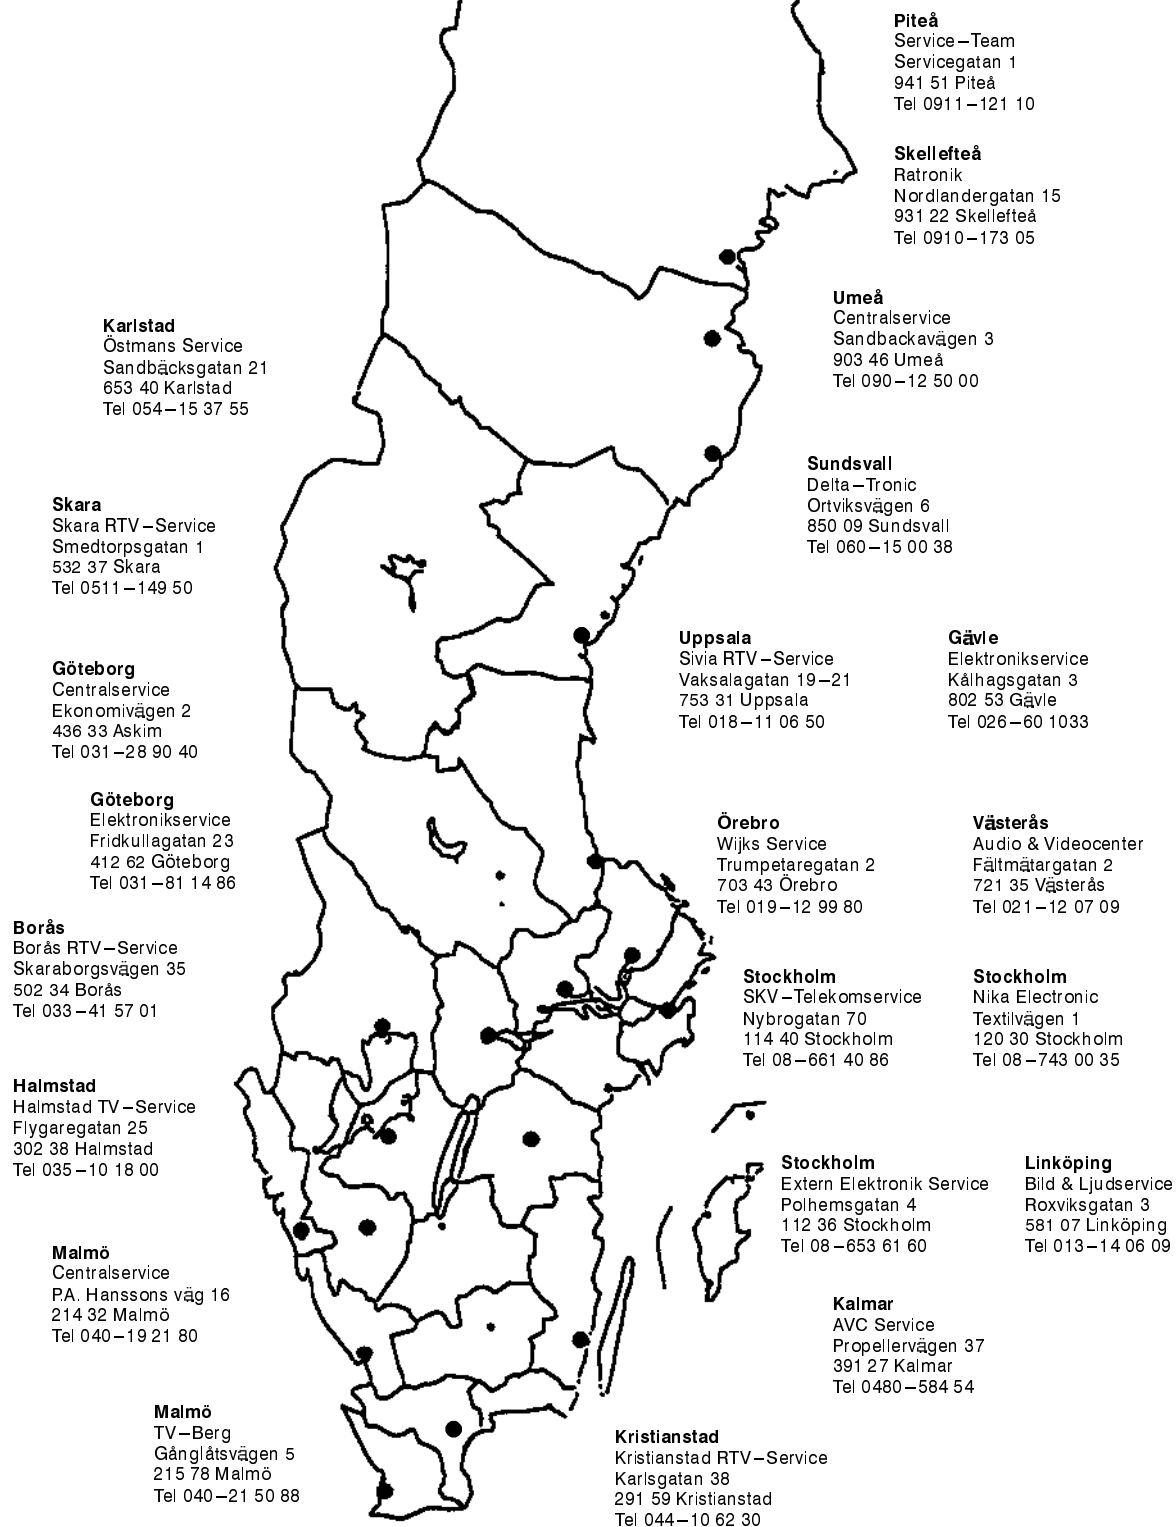 Piteå
Service–Team
Servicegatan 1
941 51 Piteå
Tel 0911–121 10
Skellefteå
Ratronik
Nordlandergatan 15
931 22 Skellefteå
Tel 0910–173 05
Umeå
Centralservice
Sandbackavägen 3
903 46 Umeå
Tel 090–12 50 00
Karlstad
Östmans Service
Sandbäcksgatan 21
653 40 Karlstad
Tel 054–15 37 55
Sundsvall
Delta–Tronic
Ortviksvägen 6
850 09 Sundsvall
Tel 060–15 00 38
Skara
Skara RTV–Service
Smedtorpsgatan 1
532 37 Skara
Tel 0511–149 50
Uppsala
Sivia RTV–Service
Vaksalagatan 19–21
753 31 Uppsala
Tel 018–11 06 50
Gävle
Elektronikservice
Kålhagsgatan 3
802 53 Gävle
Tel 026–60 1033
Göteborg
Centralservice
Ekonomivägen 2
436 33 Askim
Tel 031–28 90 40
Göteborg
Elektronikservice
Fridkullagatan 23
412 62 Göteborg
Tel 031–81 14 86
Örebro
Wijks Service
Trumpetaregatan 2
703 43 Örebro
Tel 019–12 99 80
Västerås
Audio & Videocenter
Fältmätargatan 2
721 35 Västerås
Tel 021–12 07 09
Borås
Borås RTV–Service
Skaraborgsvägen 35
502 34 Borås
Tel 033–41 57 01
Stockholm
SKV–Telekomservice
Nybrogatan 70
114 40 Stockholm
Tel 08–661 40 86
Stockholm
Nika Electronic
Textilvägen 1
120 30 Stockholm
Tel 08–743 00 35
Halmstad
Halmstad TV–Service
Flygaregatan 25
302 38 Halmstad
Tel 035–10 18 00
Stockholm
Extern Elektronik Service
Polhemsgatan 4
112 36 Stockholm
Tel 08–653 61 60
Linköping
Bild & Ljudservice
Roxviksgatan 3
581 07 Linköping
Tel 013–14 06 09
Malmö
Centralservice
P.A. Hanssons väg 16
214 32 Malmö
Tel 040–19 21 80
Kalmar
AVC Service
Propellervägen 37
391 27 Kalmar
Tel 0480–584 54
Malmö
TV–Berg
Gånglåtsvägen 5
215 78 Malmö
Tel 040–21 50 88
Kristianstad
Kristianstad RTV–Service
Karlsgatan 38
291 59 Kristianstad
Tel 044–10 62 30